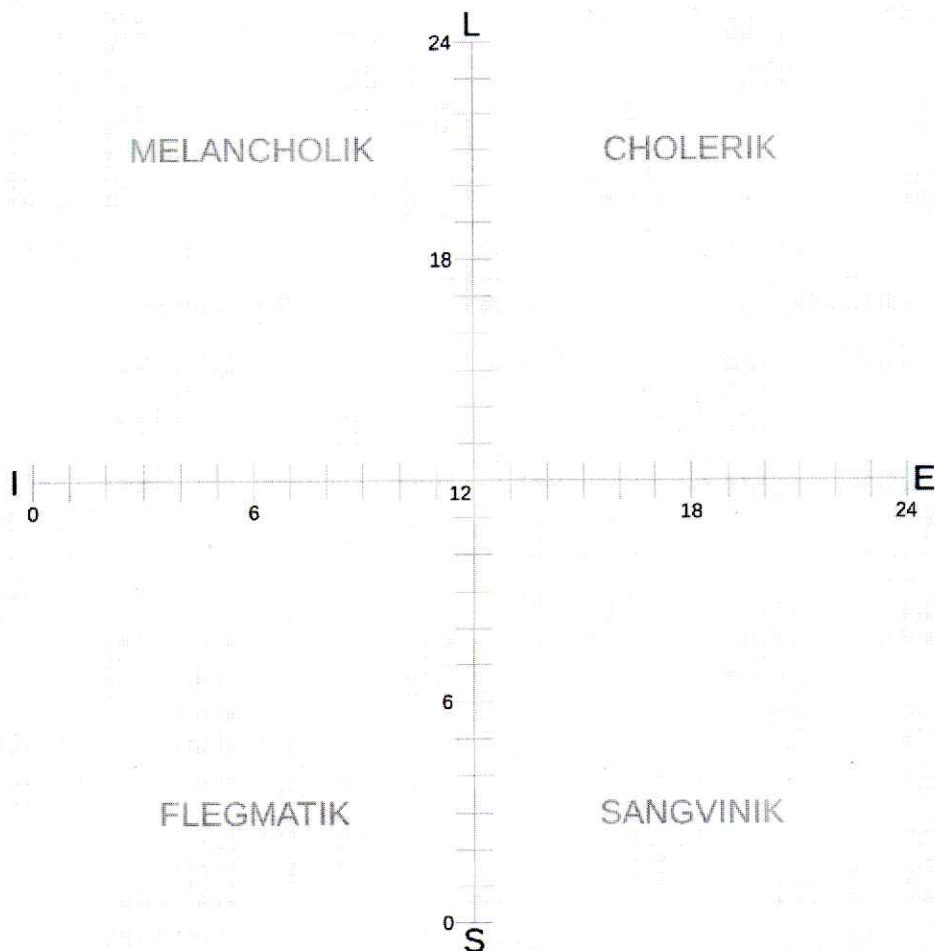 L
24
MELANCHOLIK CHOLERIK
18
I E
12
0 6 18 24
6
FLEGMATIK SANGVINIK
0
S